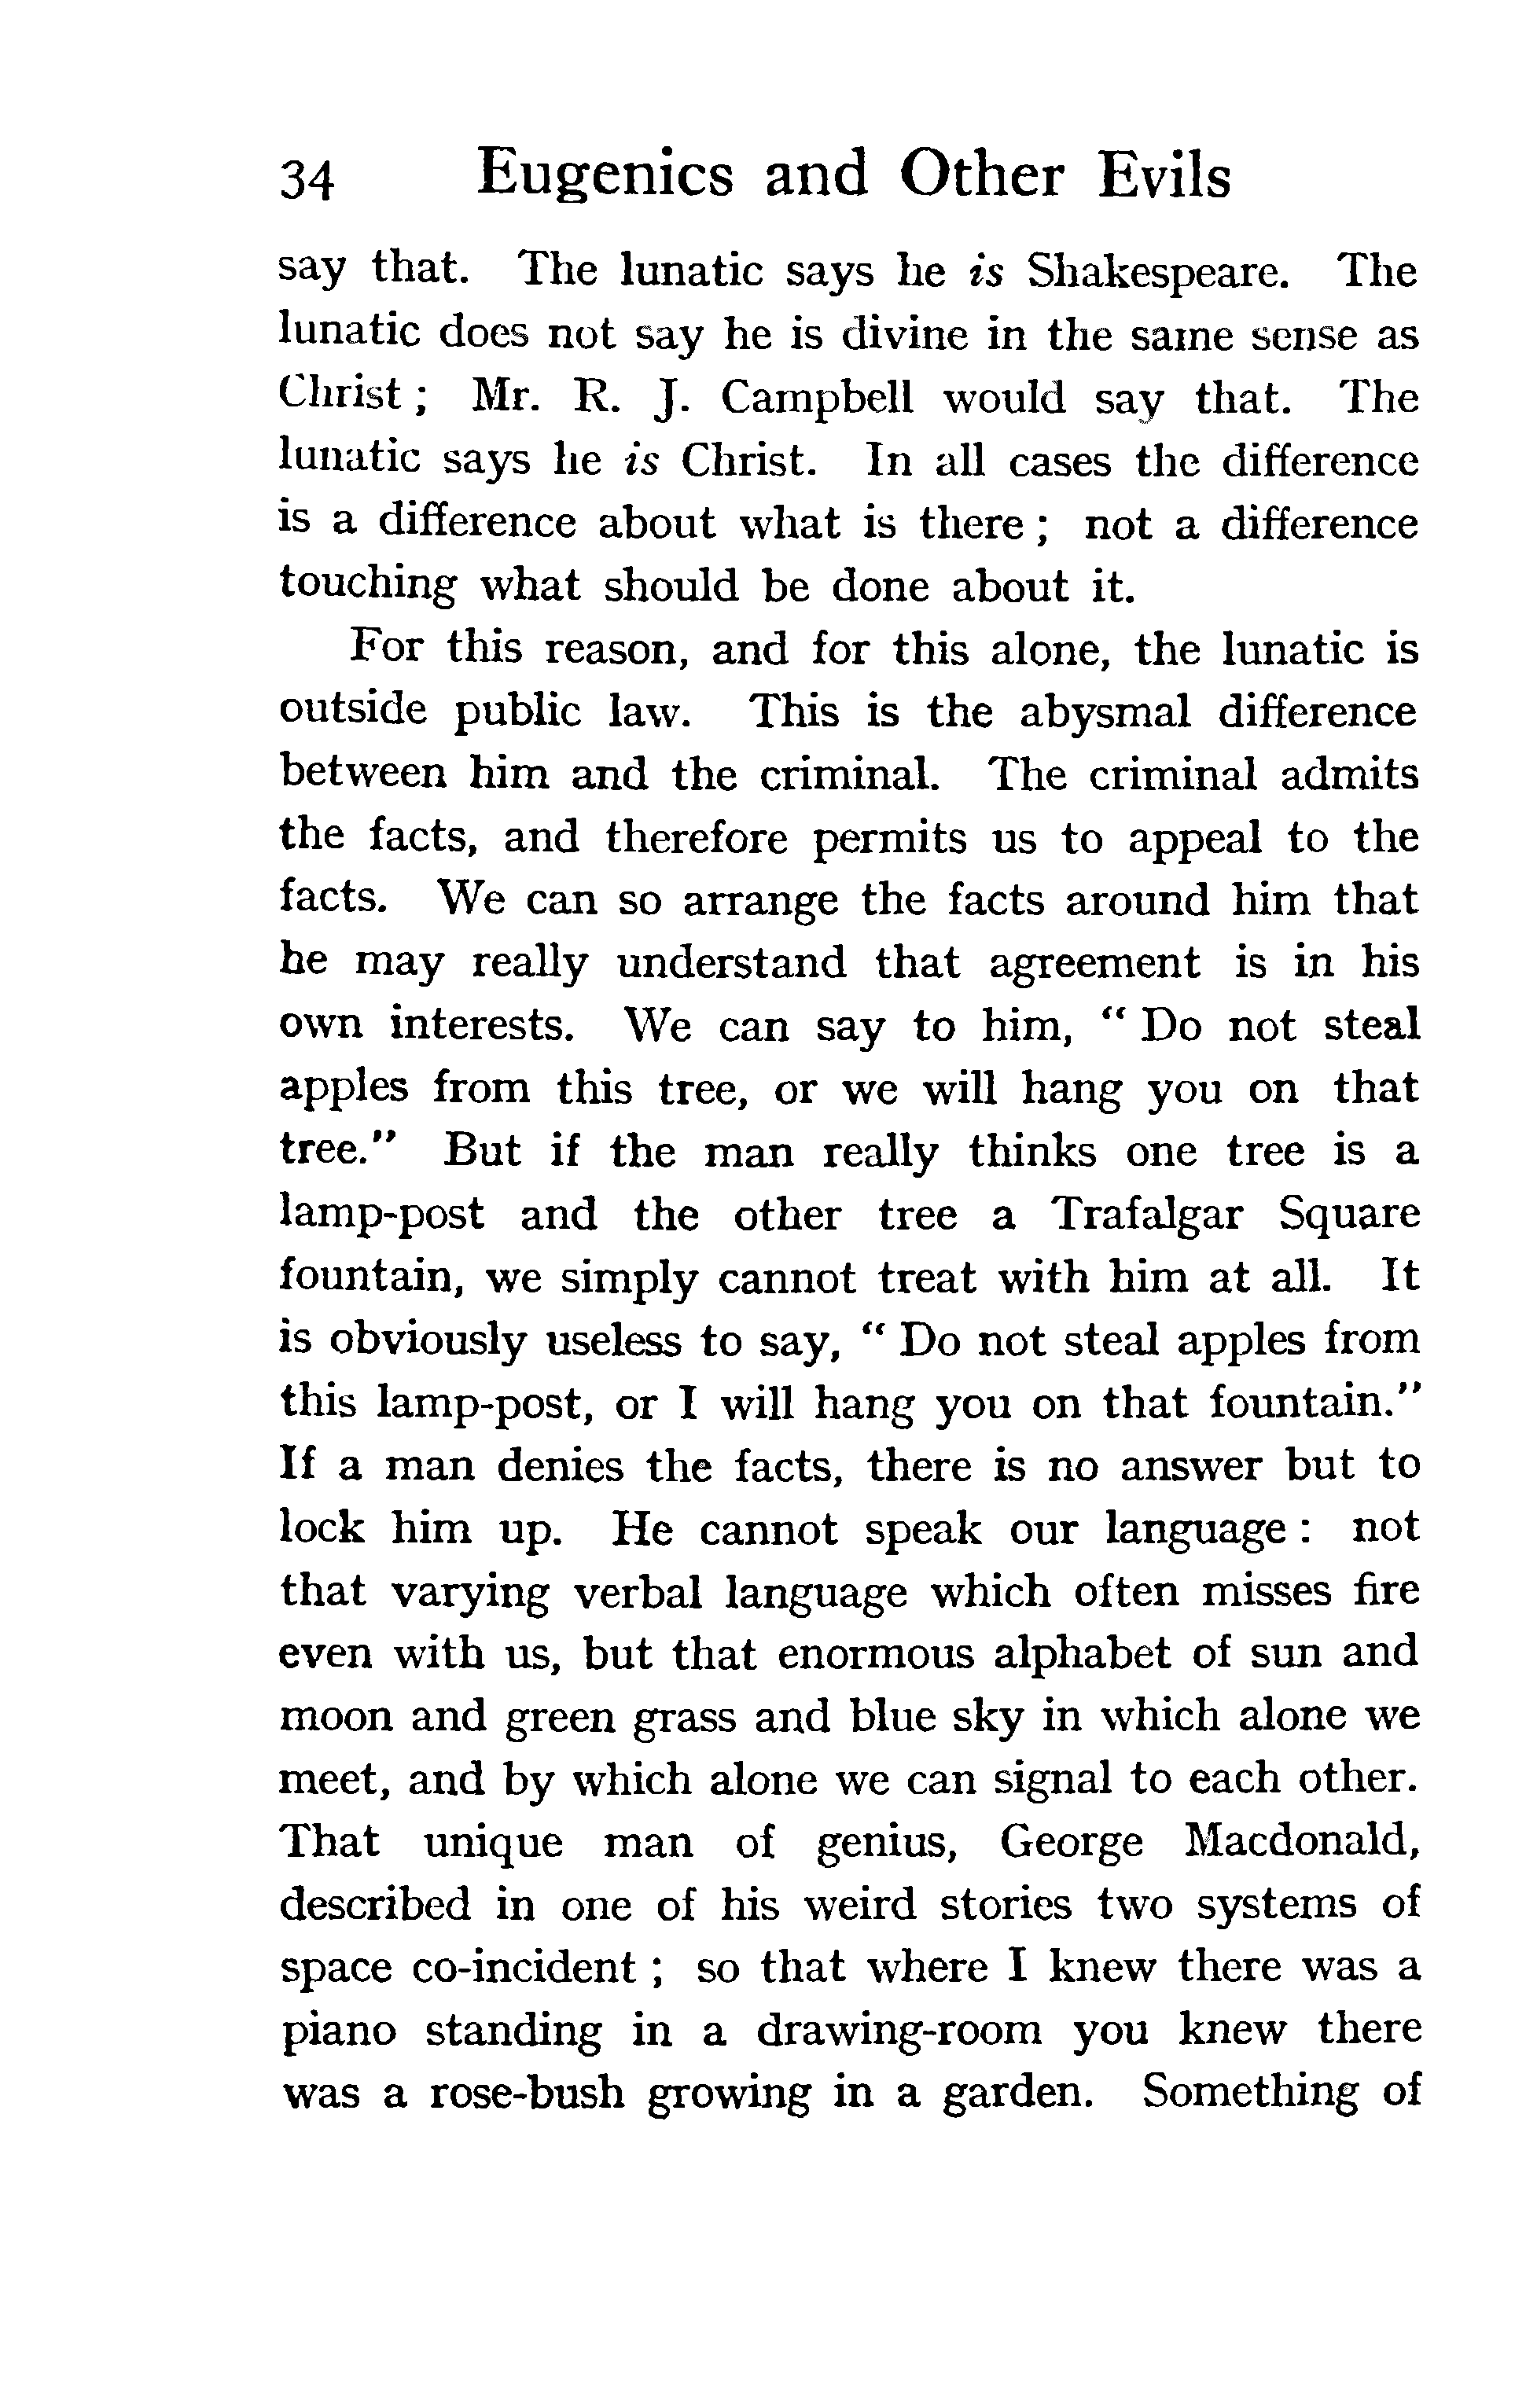 34 Eugenics and Other Evils
say that. The lunatic says he is Shakespeare. The
lunatic does not say he is divine in the same sense as
Christ ; Mr. R. J. Campbell would say that. The
lunatic says he is Christ. In all cases the difference
is a difference about what is there ; not a difference
touching what should be done about it.
For this reason, and for this alone, the lunatic is
outside public law. This is the abysmal difference
between him and the criminal. The criminal admits
the facts, and therefore permits us to appeal to the
facts. We can so arrange the facts around him that
he may really understand that agreement is in his
own interests. We can say to him, “ Do not steal
apples from this tree, or we will hang you on that
tree.” But if the man really thinks one tree is a
lamp-post and the other tree a Trafalgar Square
fountain, we simply cannot treat with him at all. It
is obviously useless to say, “ Do not steal apples from
this lamp-post, or I will hang you on that fountain.”
If a man denies the facts, there is no answer but to
lock him up. He cannot speak our language : not
that varying verbal language which often misses fire
even with us, but that enormous alphabet of sun and
moon and green grass and blue sky in which alone we
meet, and by which alone we can signal to each other.
That unique man of genius, George Macdonald,
described in one of his weird stories two systems of
space co-incident ; so that where I knew there was a
piano standing in a drawing-room you knew there
was a rose-bush growing in a garden. Something of